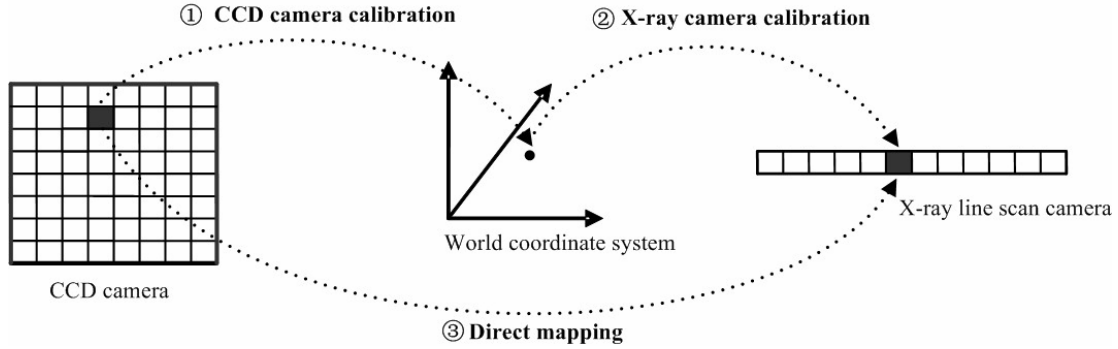 ① CCD camera calibration
② X-ray camera calibration
X-ray line scan camera
World coordinate system
CCD camera
③ Direct mapping